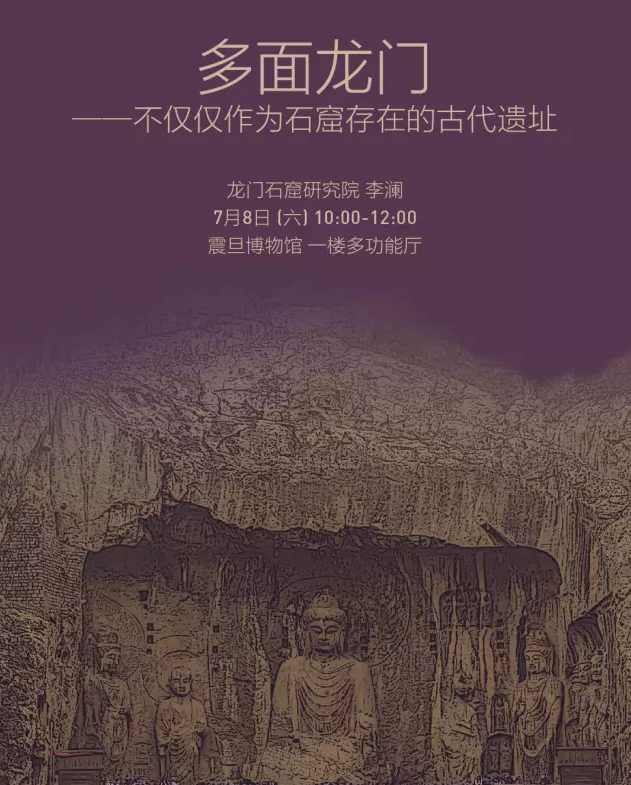 多面龙门
——不仅仅作为石窟存在的古代遗址
龙门石窟研究院 李澜
7月8日 (六) 10:00-12:00
震旦博物馆 一楼多功能厅